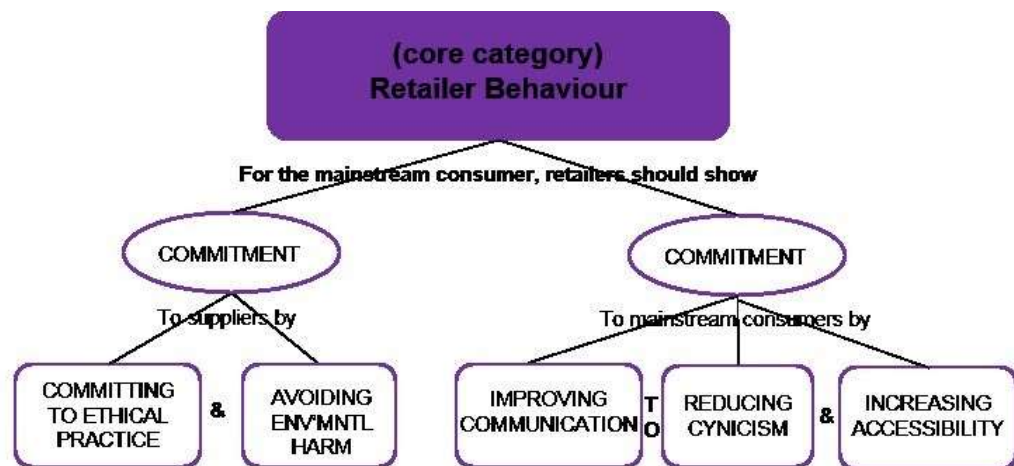 (core category)
Retailer Behaviour
For the mainstream consumer, retailers should show
COMMITMENT
COMMITMENT
To suppliers by
To mainstream consumers by
COMMITTING
TO ETHICAL
PRACTICE
&
AVOIDING
ENV'MNTL
HARM
IMPROVING
COMMUNICATION
T
O
REDUCING
CYNICISM
&
INCREASING
ACCESSIBILITY